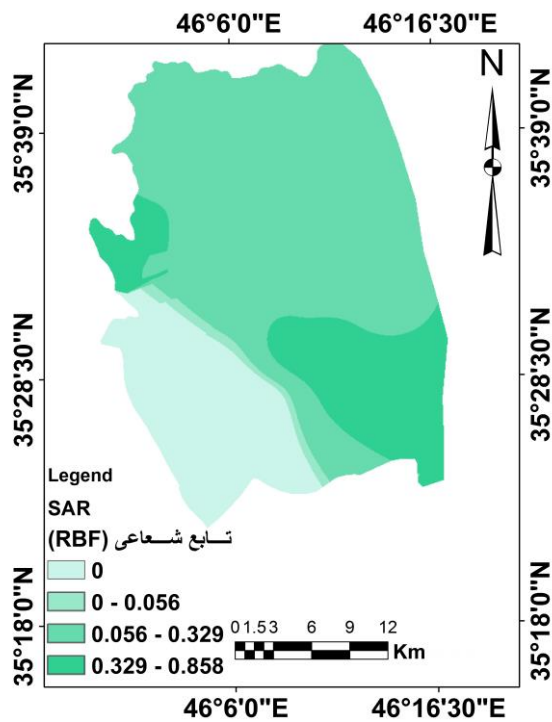 46°6'0"E 46°16'30"E
N
35°39'0"N 35°39'0"N
35°28'30"N 35°28'30"N
35°18'0"N 35°18'0"N
Legend
SAR
تـابع شـــعاعی (RBF)
0
0 - 0.056
0.056 - 0.329
0.329 - 0.858
0 1.5 3 6 9 12
Km
46°6'0"E 46°16'30"E